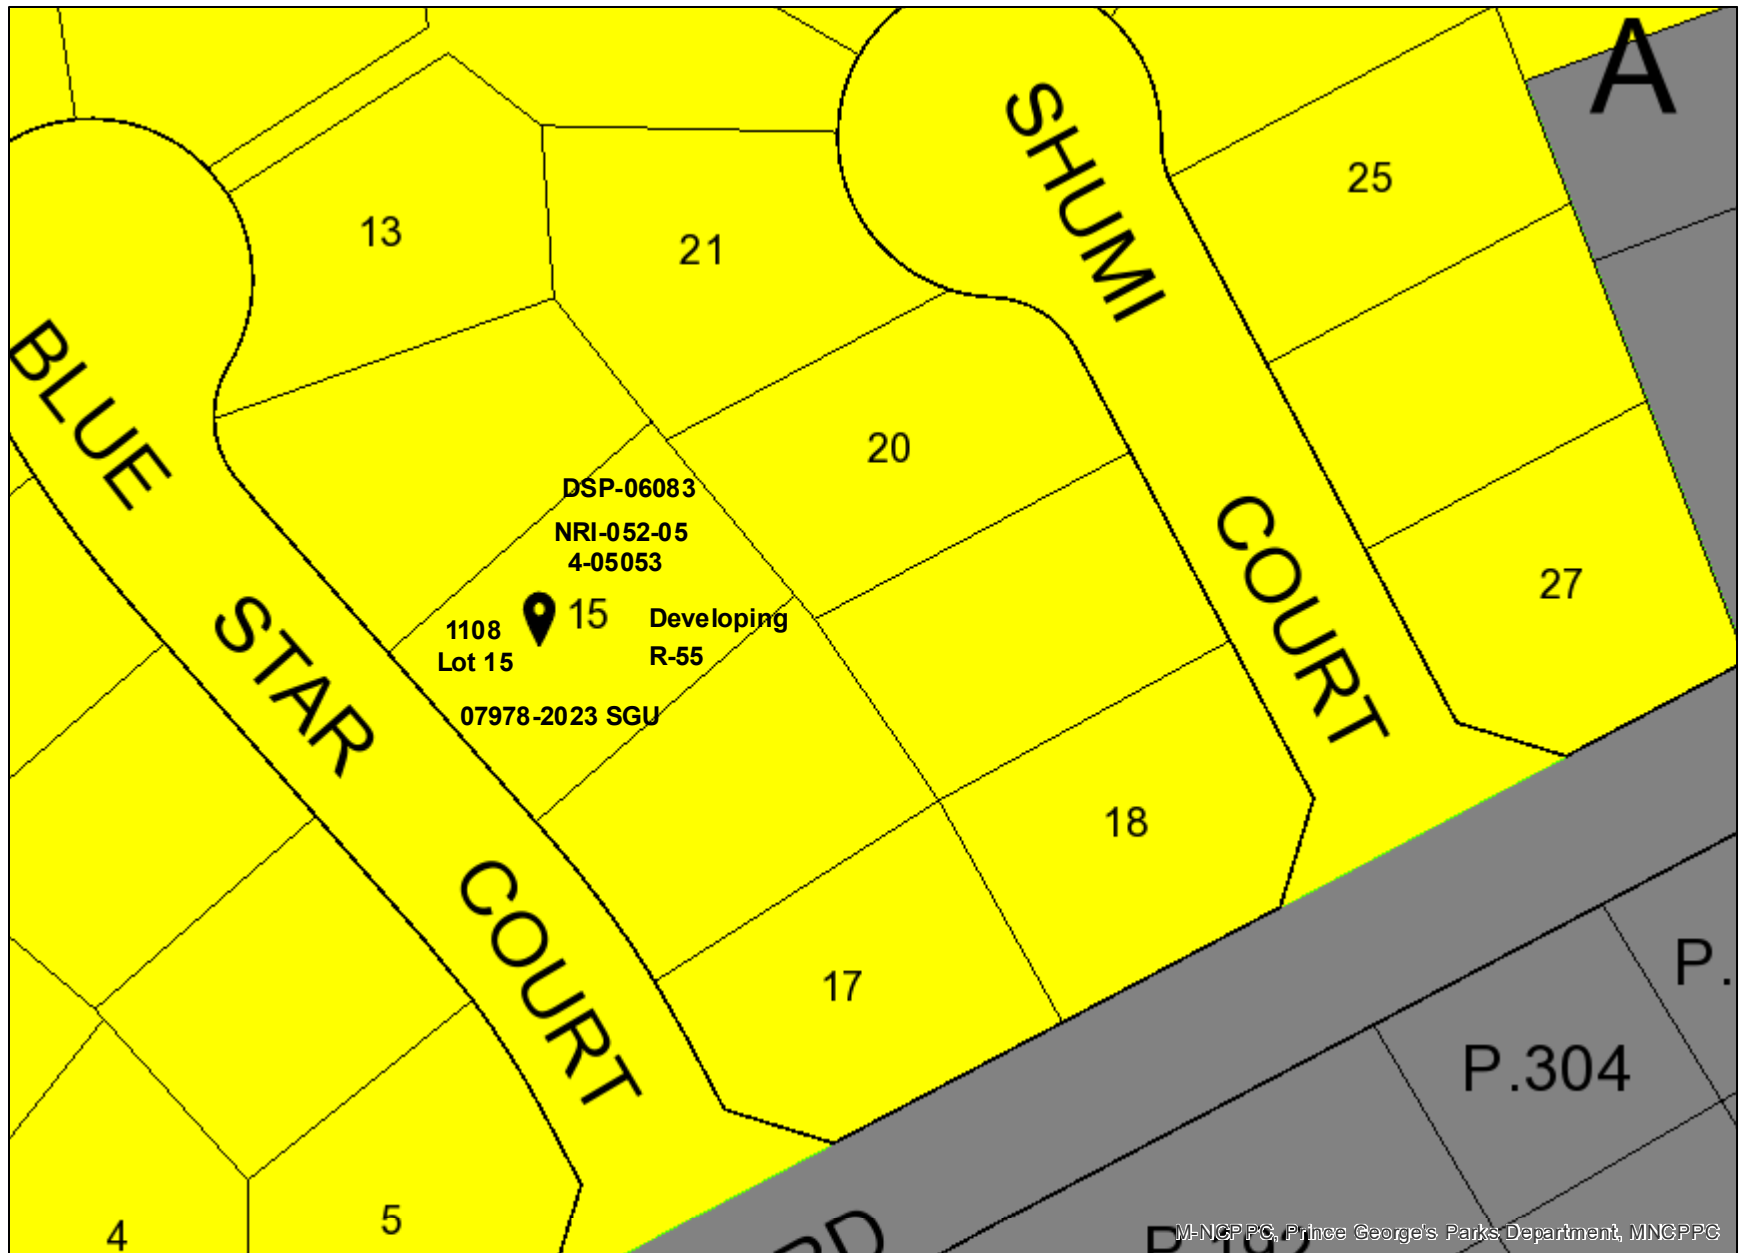 A
SHUMI
25
13
21
BLUE
20
DSP-06083
NRI-052-05
4-05053
COURT
27
1108
15
Developing
Lot 15
R-55
STAR
07978-2023 SGU
18
COURT
17
P.
P.304
5
4
RD
M-NCPPC, Prince George's Parks Department, MNCPPC